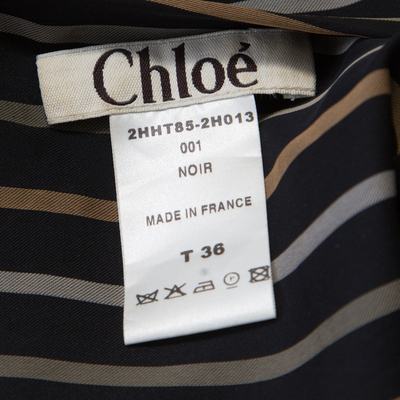 Chloé
2HHT85-2H013
001
NOIR
MADE IN FRANCE
T 36